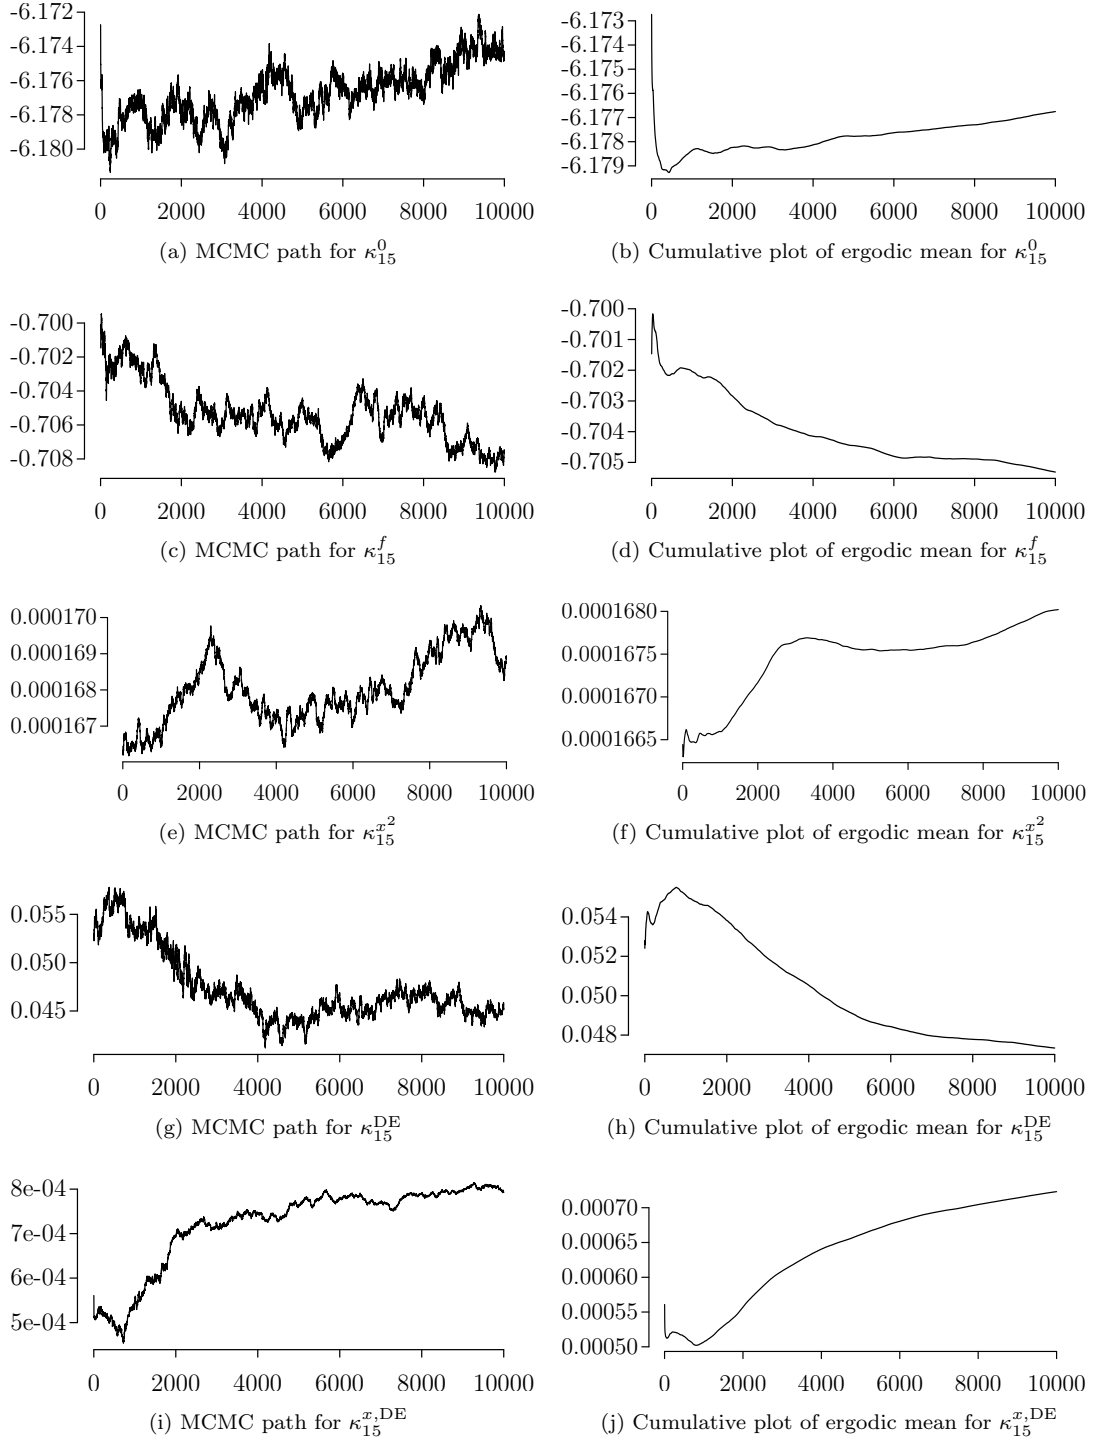 -6.172
-6.174
-6.176
-6.178
-6.180
0 2000 4000 6000 8000 10000
(a) MCMC path for κ^0_15
-6.173
-6.174
-6.175
-6.176
-6.177
-6.178
-6.179
0 2000 4000 6000 8000 10000
(b) Cumulative plot of ergodic mean for κ^0_15
-0.700
-0.702
-0.704
-0.706
-0.708
0 2000 4000 6000 8000 10000
(c) MCMC path for κ^f_15
-0.700
-0.701
-0.702
-0.703
-0.704
-0.705
0 2000 4000 6000 8000 10000
(d) Cumulative plot of ergodic mean for κ^f_15
0.000170
0.000169
0.000168
0.000167
0 2000 4000 6000 8000 10000
(e) MCMC path for κ^{x^2}_15
0.0001680
0.0001675
0.0001670
0.0001665
0 2000 4000 6000 8000 10000
(f) Cumulative plot of ergodic mean for κ^{x^2}_15
0.055
0.050
0.045
0 2000 4000 6000 8000 10000
(g) MCMC path for κ^DE_15
0.054
0.052
0.050
0.048
0 2000 4000 6000 8000 10000
(h) Cumulative plot of ergodic mean for κ^DE_15
8e-04
7e-04
6e-04
5e-04
0 2000 4000 6000 8000 10000
(i) MCMC path for κ^{x,DE}_15
0.00070
0.00065
0.00060
0.00055
0.00050
0 2000 4000 6000 8000 10000
(j) Cumulative plot of ergodic mean for κ^{x,DE}_15